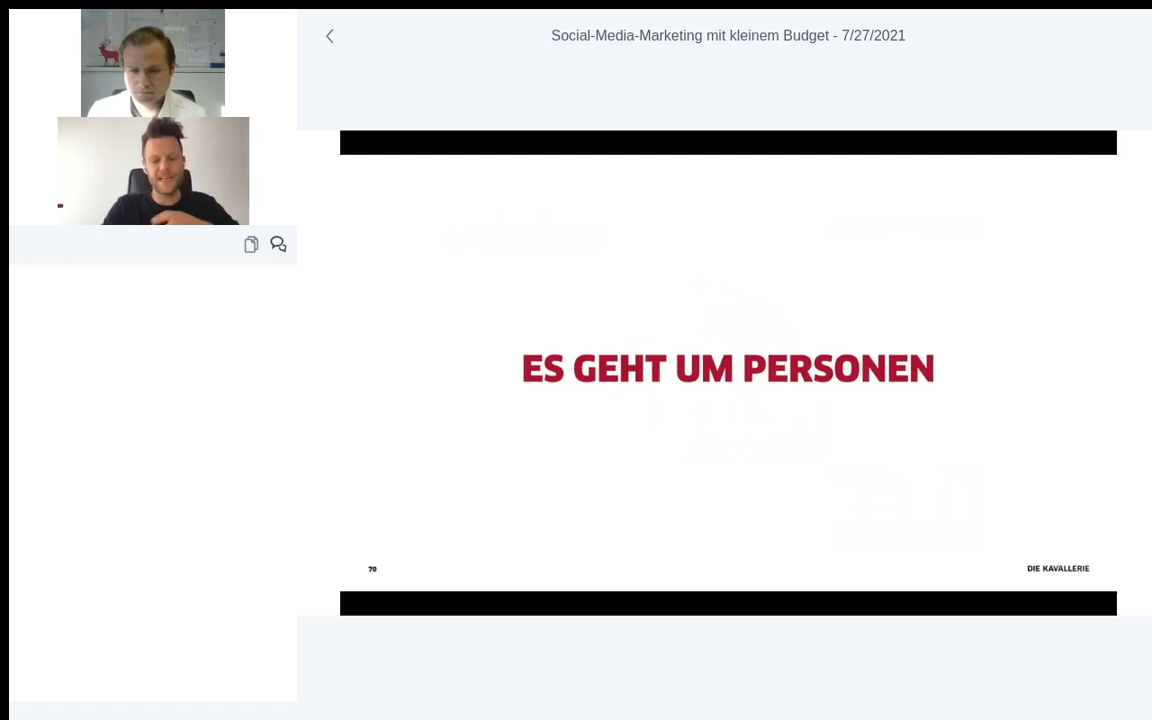 Social-Media-Marketing mit kleinem Budget - 7/27/2021
ES GEHT UM PERSONEN
70
DIE KAVALLERIE